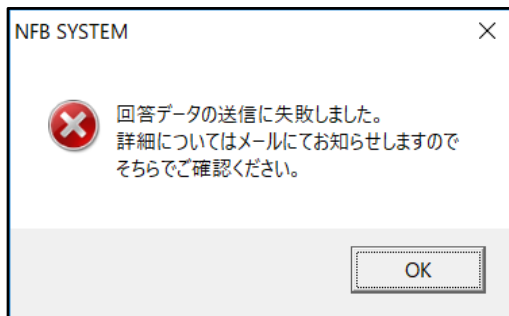 NFB SYSTEM
回答データの送信に失敗しました。
詳細についてはメールにてお知らせしますので
そちらでご確認ください。
OK